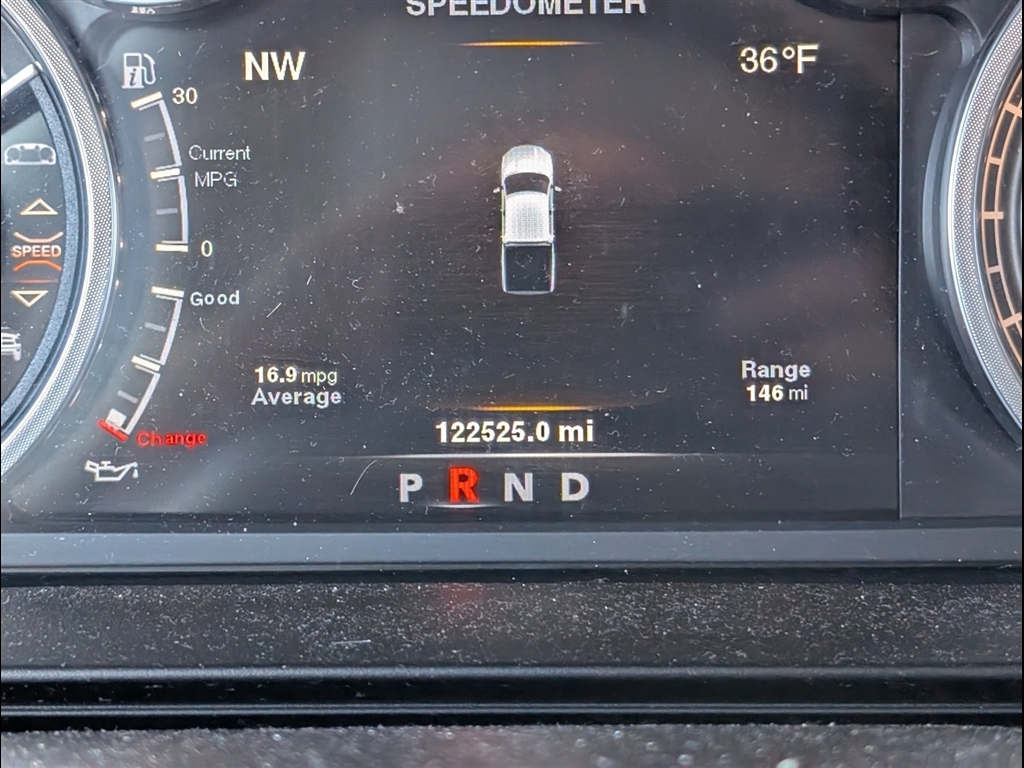 SPEEDOMETER
NW
36°F
30
Current
MPG
SPEED
0
Good
16.9 mpg
Average
Range
146 mi
122525.0 mi
Change
P R N D